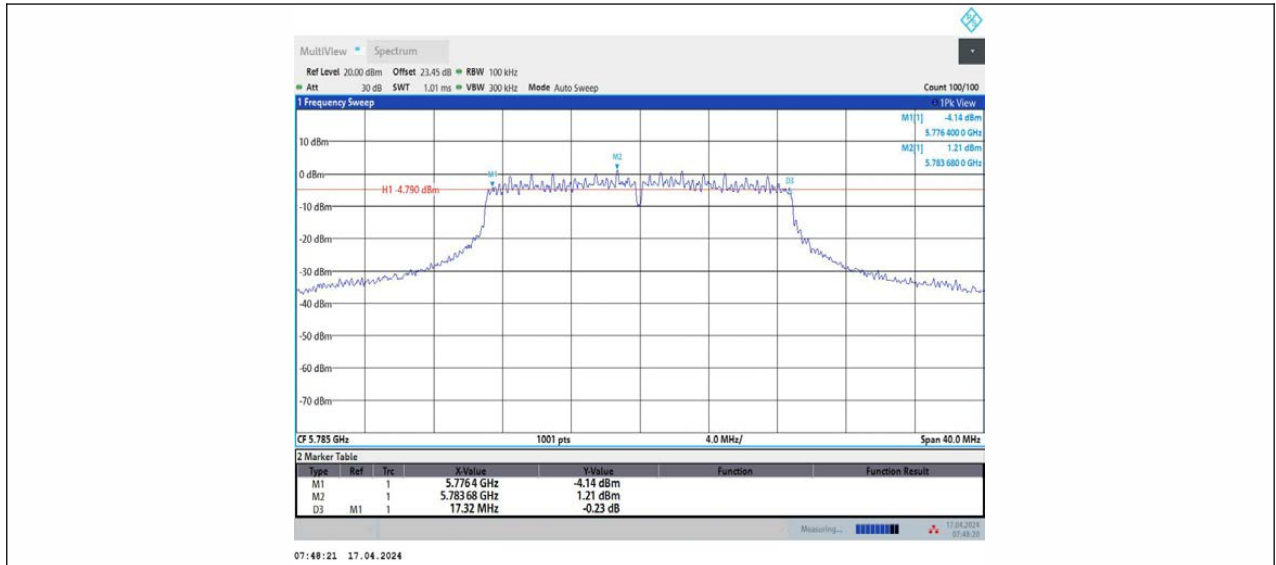 MultiView Spectrum
Ref Level 20.00 dBm Offset 23.45 dB RBW 100 kHz
Att 30 dB SWT 1.01 ms VBW 300 kHz Mode Auto Sweep Count 100/100
1 Frequency Sweep 1Pk View
M1[1] -4.14 dBm
5.776 400 0 GHz
M2[1] 1.21 dBm
5.783 680 0 GHz
10 dBm
M2
0 dBm
M1
D3
H1 -4.790 dBm
-10 dBm
-20 dBm
-30 dBm
-40 dBm
-50 dBm
-60 dBm
-70 dBm
CF 5.785 GHz 1001 pts 4.0 MHz/ Span 40.0 MHz
2 Marker Table
Type Ref Trc X-Value Y-Value Function Function Result
M1 1 5.776 4 GHz -4.14 dBm
M2 1 5.783 68 GHz 1.21 dBm
D3 M1 1 17.32 MHz -0.23 dB
Measuring... 17.04.2024
07:48:20
07:48:21 17.04.2024